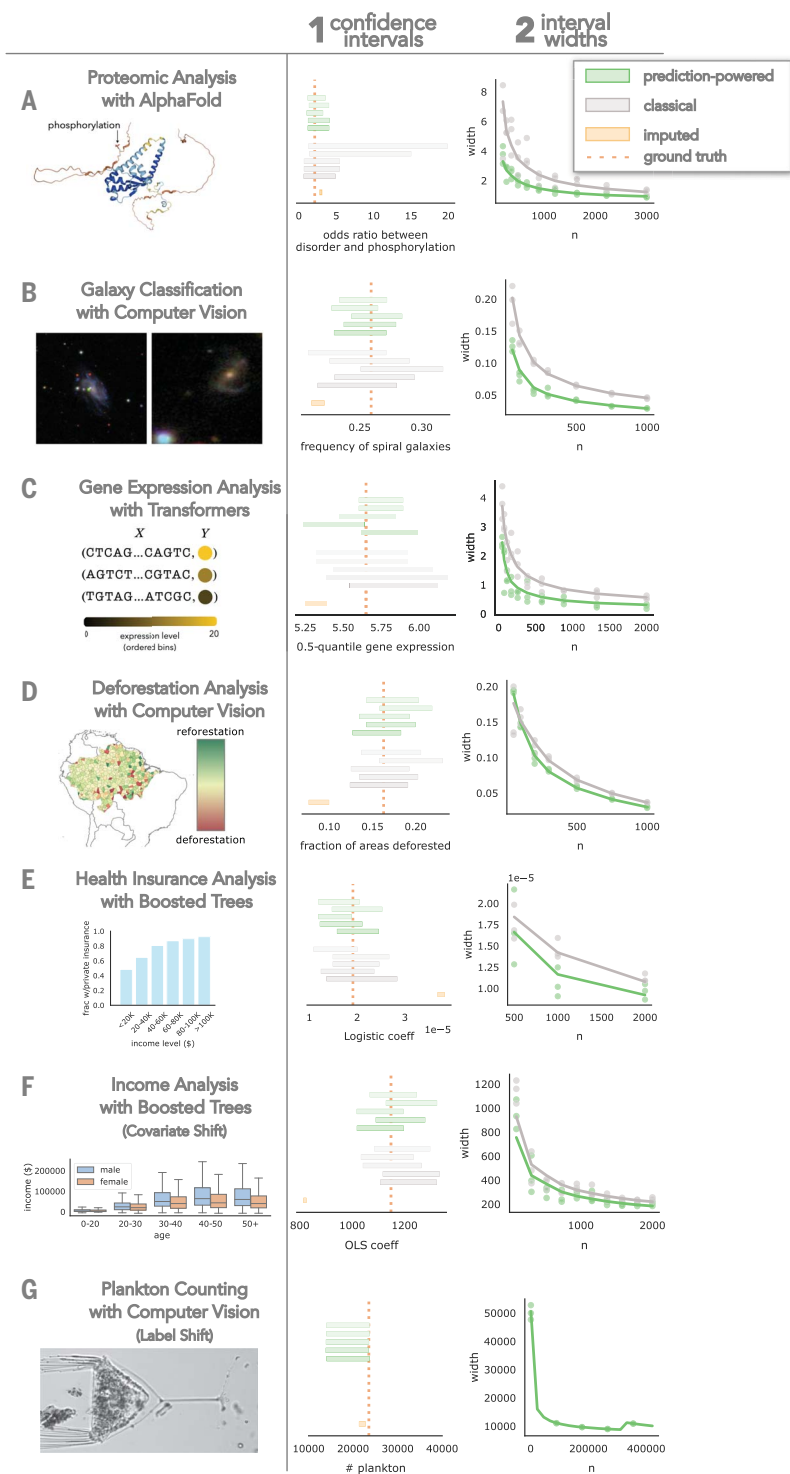 1 confidence intervals
2 interval widths
prediction-powered
classical
imputed
ground truth
A
Proteomic Analysis
with AlphaFold
phosphorylation
0 5 10 15 20
odds ratio between
disorder and phosphorylation
width
8
6
4
2
1000 2000 3000
n
B
Galaxy Classification
with Computer Vision
0.25 0.30
frequency of spiral galaxies
width
0.20
0.15
0.10
0.05
500 1000
n
C
Gene Expression Analysis
with Transformers
X Y
(CTCAG...CAGTC, )
(AGTCT...CGTAC, )
(TGTAG...ATCGC, )
0 20
expression level
(ordered bins)
5.25 5.50 5.75 6.00
0.5-quantile gene expression
width
4
3
2
1
0
0 500 1000 1500 2000
n
D
Deforestation Analysis
with Computer Vision
reforestation
deforestation
0.10 0.15 0.20
fraction of areas deforested
width
0.20
0.15
0.10
0.05
500 1000
n
E
Health Insurance Analysis
with Boosted Trees
frac w/private insurance
1.0
0.8
0.6
0.4
0.2
0.0
<20K 20-40K 40-60K 60-80K 80-100K >100K
income level ($)
1 2 3
1e−5
Logistic coeff
1e−5
width
2.00
1.75
1.50
1.25
1.00
500 1000 1500 2000
n
F
Income Analysis
with Boosted Trees
(Covariate Shift)
income ($)
200000
100000
0
male
female
0-20 20-30 30-40 40-50 50+
age
800 1000 1200
OLS coeff
width
1200
1000
800
600
400
200
0 1000 2000
n
G
Plankton Counting
with Computer Vision
(Label Shift)
10000 20000 30000 40000
# plankton
width
50000
40000
30000
20000
10000
0 200000 400000
n